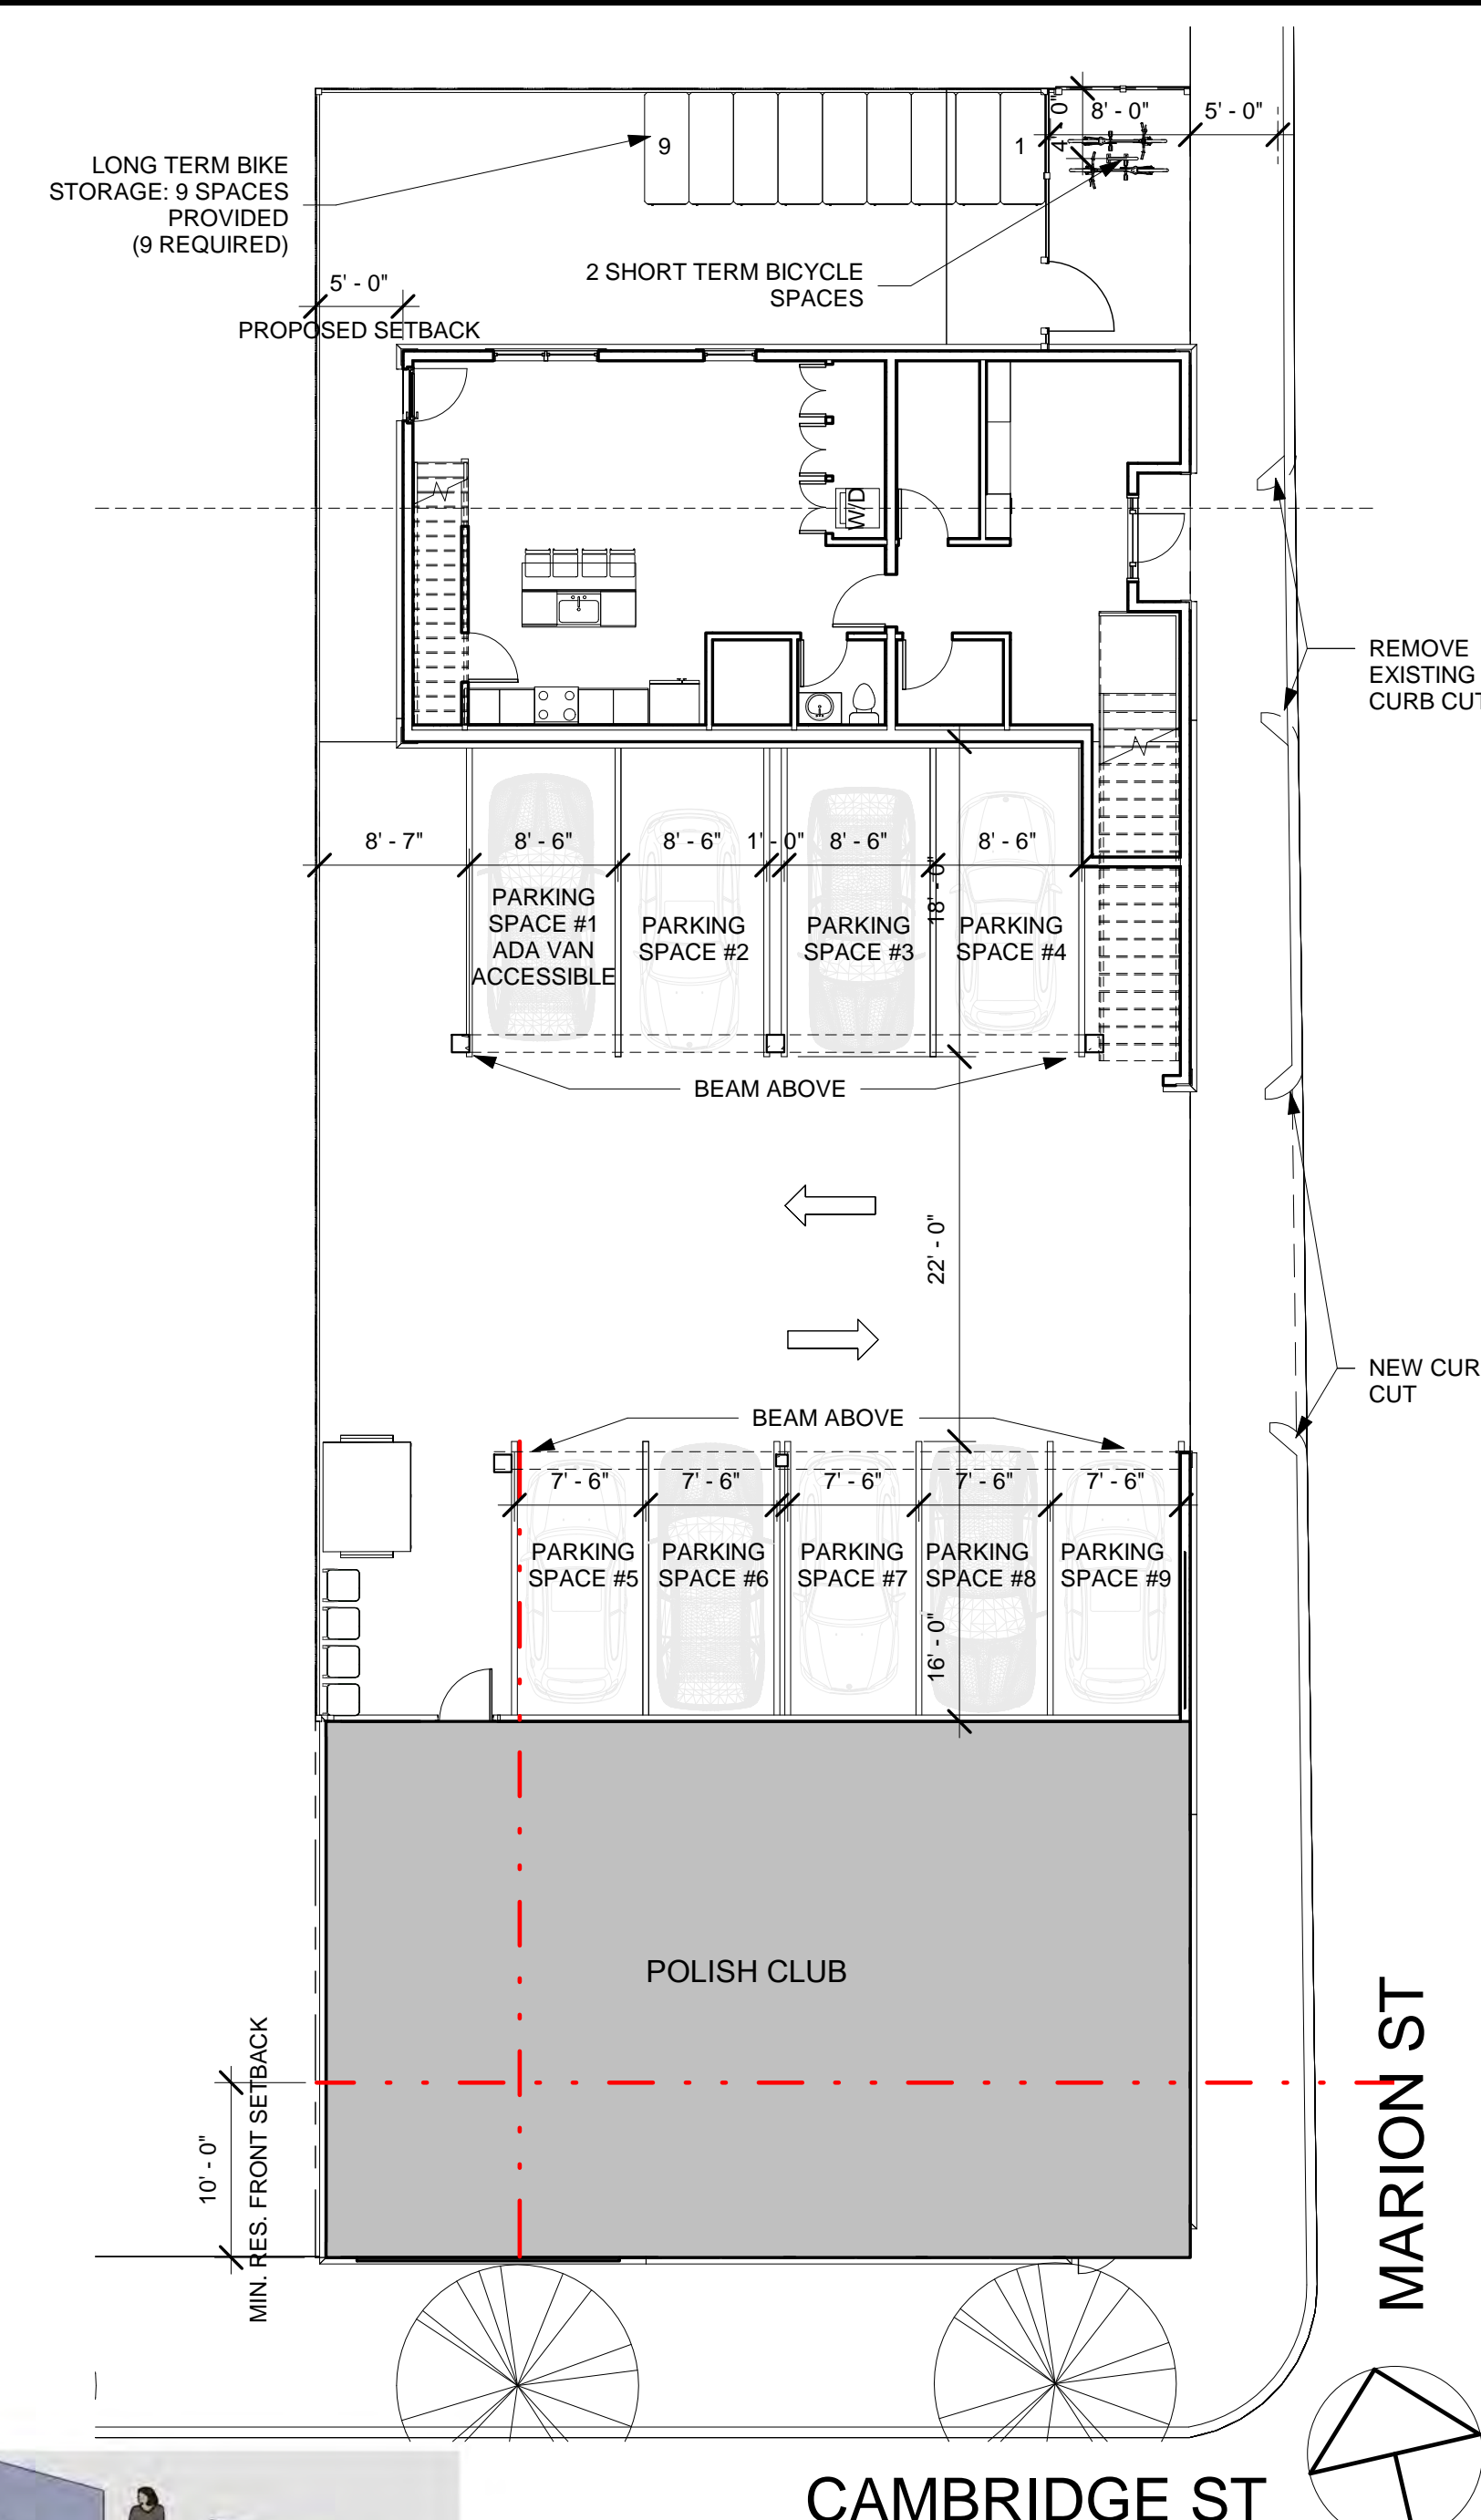 8' - 0"
5' - 0"
4' - 0"
9
1
LONG TERM BIKE
STORAGE: 9 SPACES
PROVIDED
(9 REQUIRED)
2 SHORT TERM BICYCLE
SPACES
5' - 0"
PROPOSED SETBACK
W/D
REMOVE
EXISTING
CURB CUT
8' - 7"
8' - 6"
8' - 6"
1' - 0"
8' - 6"
8' - 6"
18' - 0"
PARKING
SPACE #1
ADA VAN
ACCESSIBLE
PARKING
SPACE #2
PARKING
SPACE #3
PARKING
SPACE #4
BEAM ABOVE
22' - 0"
NEW CUR
CUT
BEAM ABOVE
7' - 6"
7' - 6"
7' - 6"
7' - 6"
7' - 6"
PARKING
SPACE #5
PARKING
SPACE #6
PARKING
SPACE #7
PARKING
SPACE #8
PARKING
SPACE #9
16' - 0"
POLISH CLUB
10' - 0"
MIN. RES. FRONT SETBACK
MARION ST
CAMBRIDGE ST